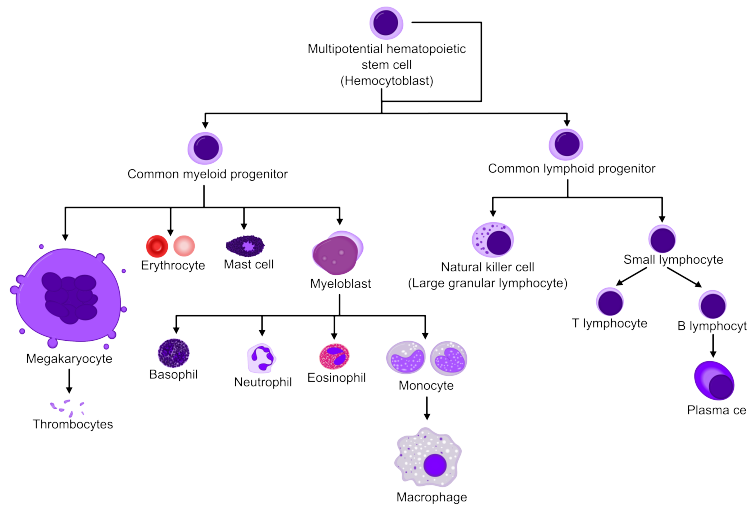 Multipotential hematopoietic
stem cell
(Hemocytoblast)
Common myeloid progenitor
Common lymphoid progenitor
Erythrocyte
Mast cell
Myeloblast
Natural killer cell
(Large granular lymphocyte)
Small lymphocyte
T lymphocyte
B lymphocyt
Megakaryocyte
Basophil
Neutrophil
Eosinophil
Monocyte
Plasma ce
Thrombocytes
Macrophage